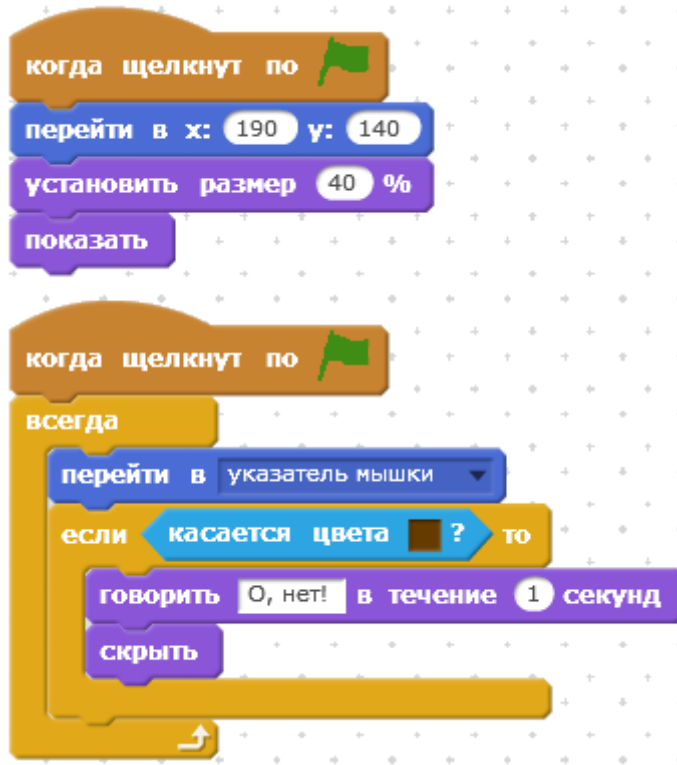 когда щелкнут по
перейти в x: 190 y: 140
установить размер 40 %
показать
когда щелкнут по
всегда
перейти в указатель мышки
если касается цвета ? то
говорить О, нет! в течение 1 секунд
скрыть